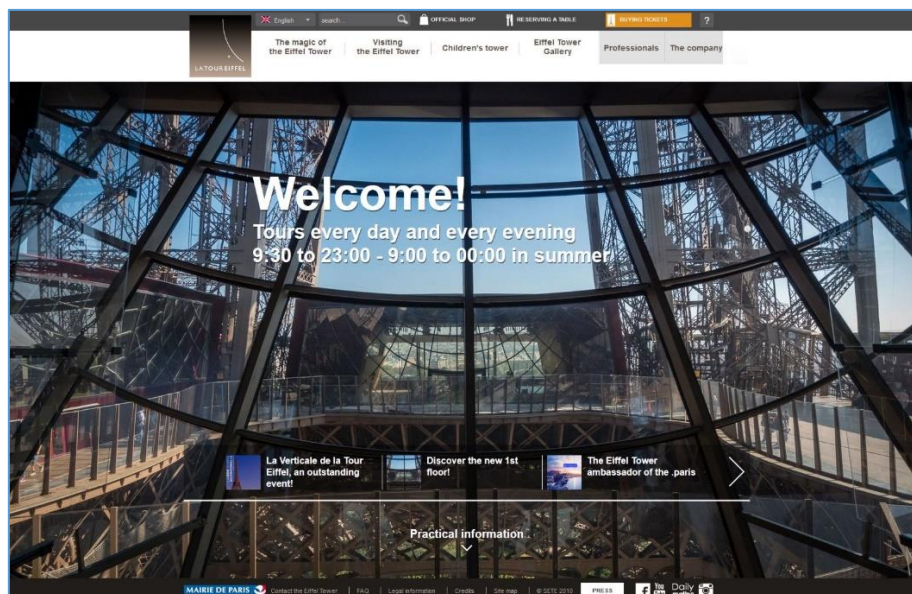 English
search...
OFFICIAL SHOP
RESERVING A TABLE
BUYING TICKETS
?
LA TOUR EIFFEL
The magic of
the Eiffel Tower
Visiting
the Eiffel Tower
Children's tower
Eiffel Tower
Gallery
Professionals
The company
Welcome!
Tours every day and every evening
9:30 to 23:00 - 9:00 to 00:00 in summer
La Verticale de la Tour
Eiffel, an outstanding
event!
Discover the new 1st
floor!
The Eiffel Tower
ambassador of the .paris
Practical information
MAIRIE DE PARIS
Contact the Eiffel Tower
FAQ
Legal information
Credits
Site map
© SETE 2010
PRESS
You
Daily